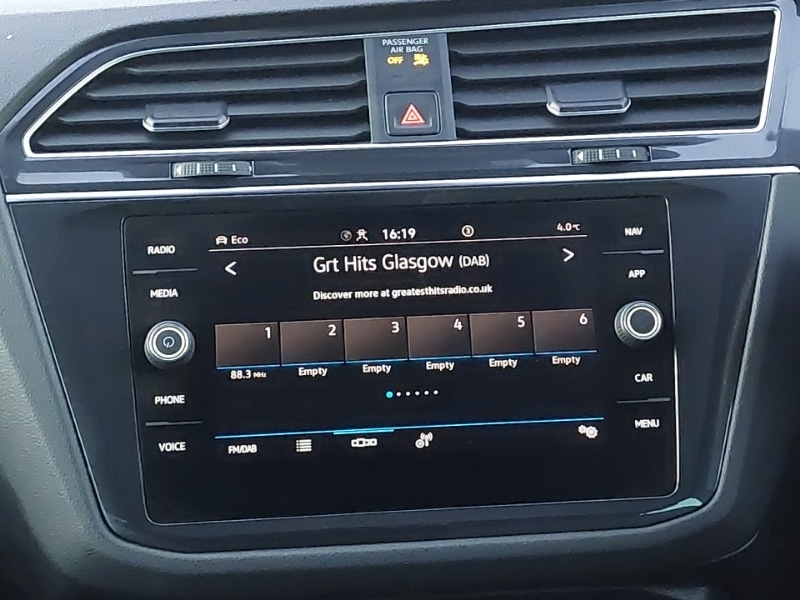 PASSENGER
AIR BAG
OFF
RADIO
MEDIA
PHONE
VOICE
Eco
16:19
4.0°C
Grt Hits Glasgow (DAB)
Discover more at greatesthitsradio.co.uk
1 2 3 4 5 6
88.3 MHz Empty Empty Empty Empty Empty
FM/DAB
NAV
APP
CAR
MENU